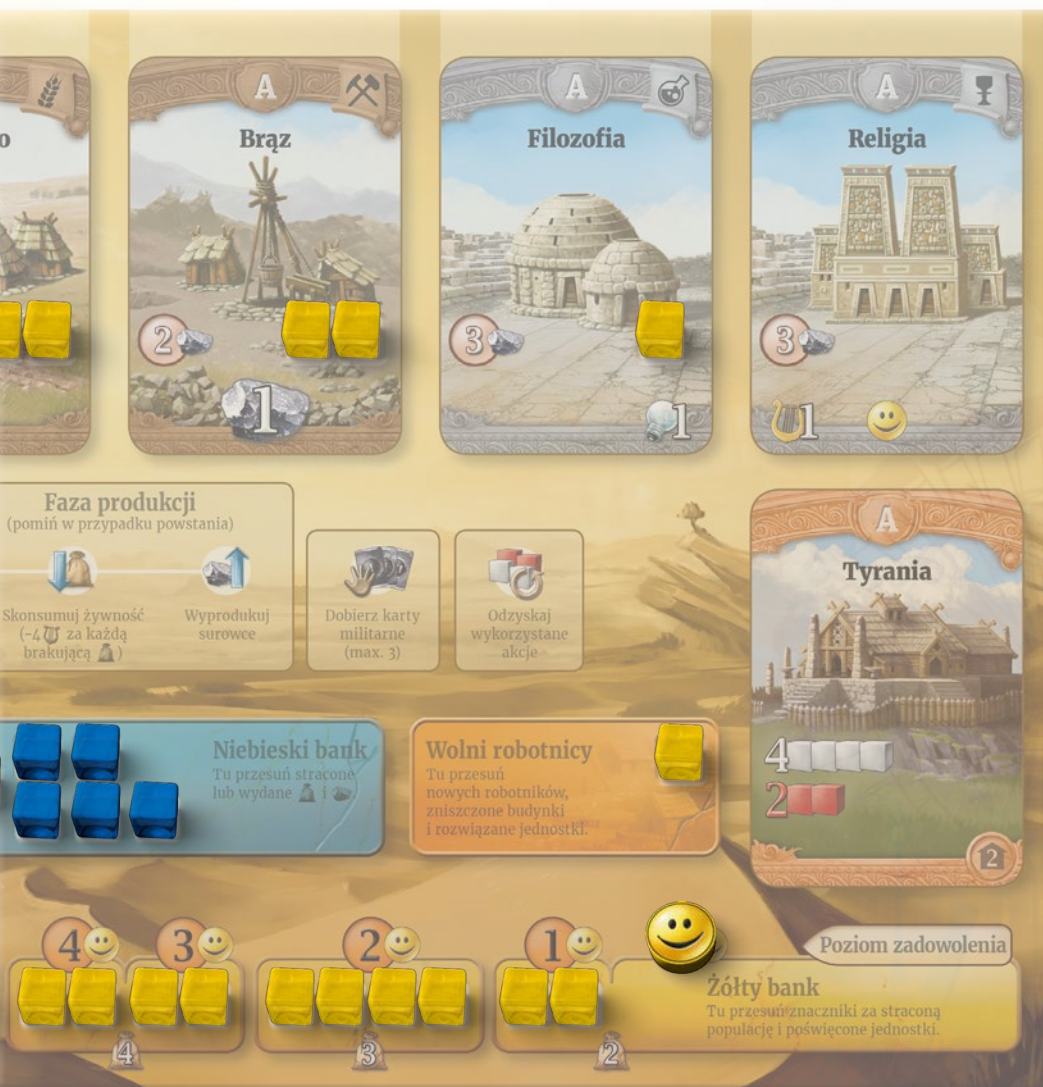 o
A
Brąz
2
1
A
Filozofia
3
1
A
Religia
3
1
Faza produkcji
(pomiń w przypadku powstania)
Skonsumuj żywność
(-4 za każdą
brakującą )
Wyprodukuj
surowce
Dobierz karty
militarne
(max. 3)
Odzyskaj
wykorzystane
akcje
A
Tyrania
4
2
2
Niebieski bank
Tu przesuń stracone
lub wydane i
Wolni robotnicy
Tu przesuń
nowych robotników,
zniszczone budynki
i rozwiązane jednostki.
4
3
2
1
Poziom zadowolenia
Żółty bank
Tu przesuń znaczniki za straconą
populację i poświęcone jednostki.
4
3
2